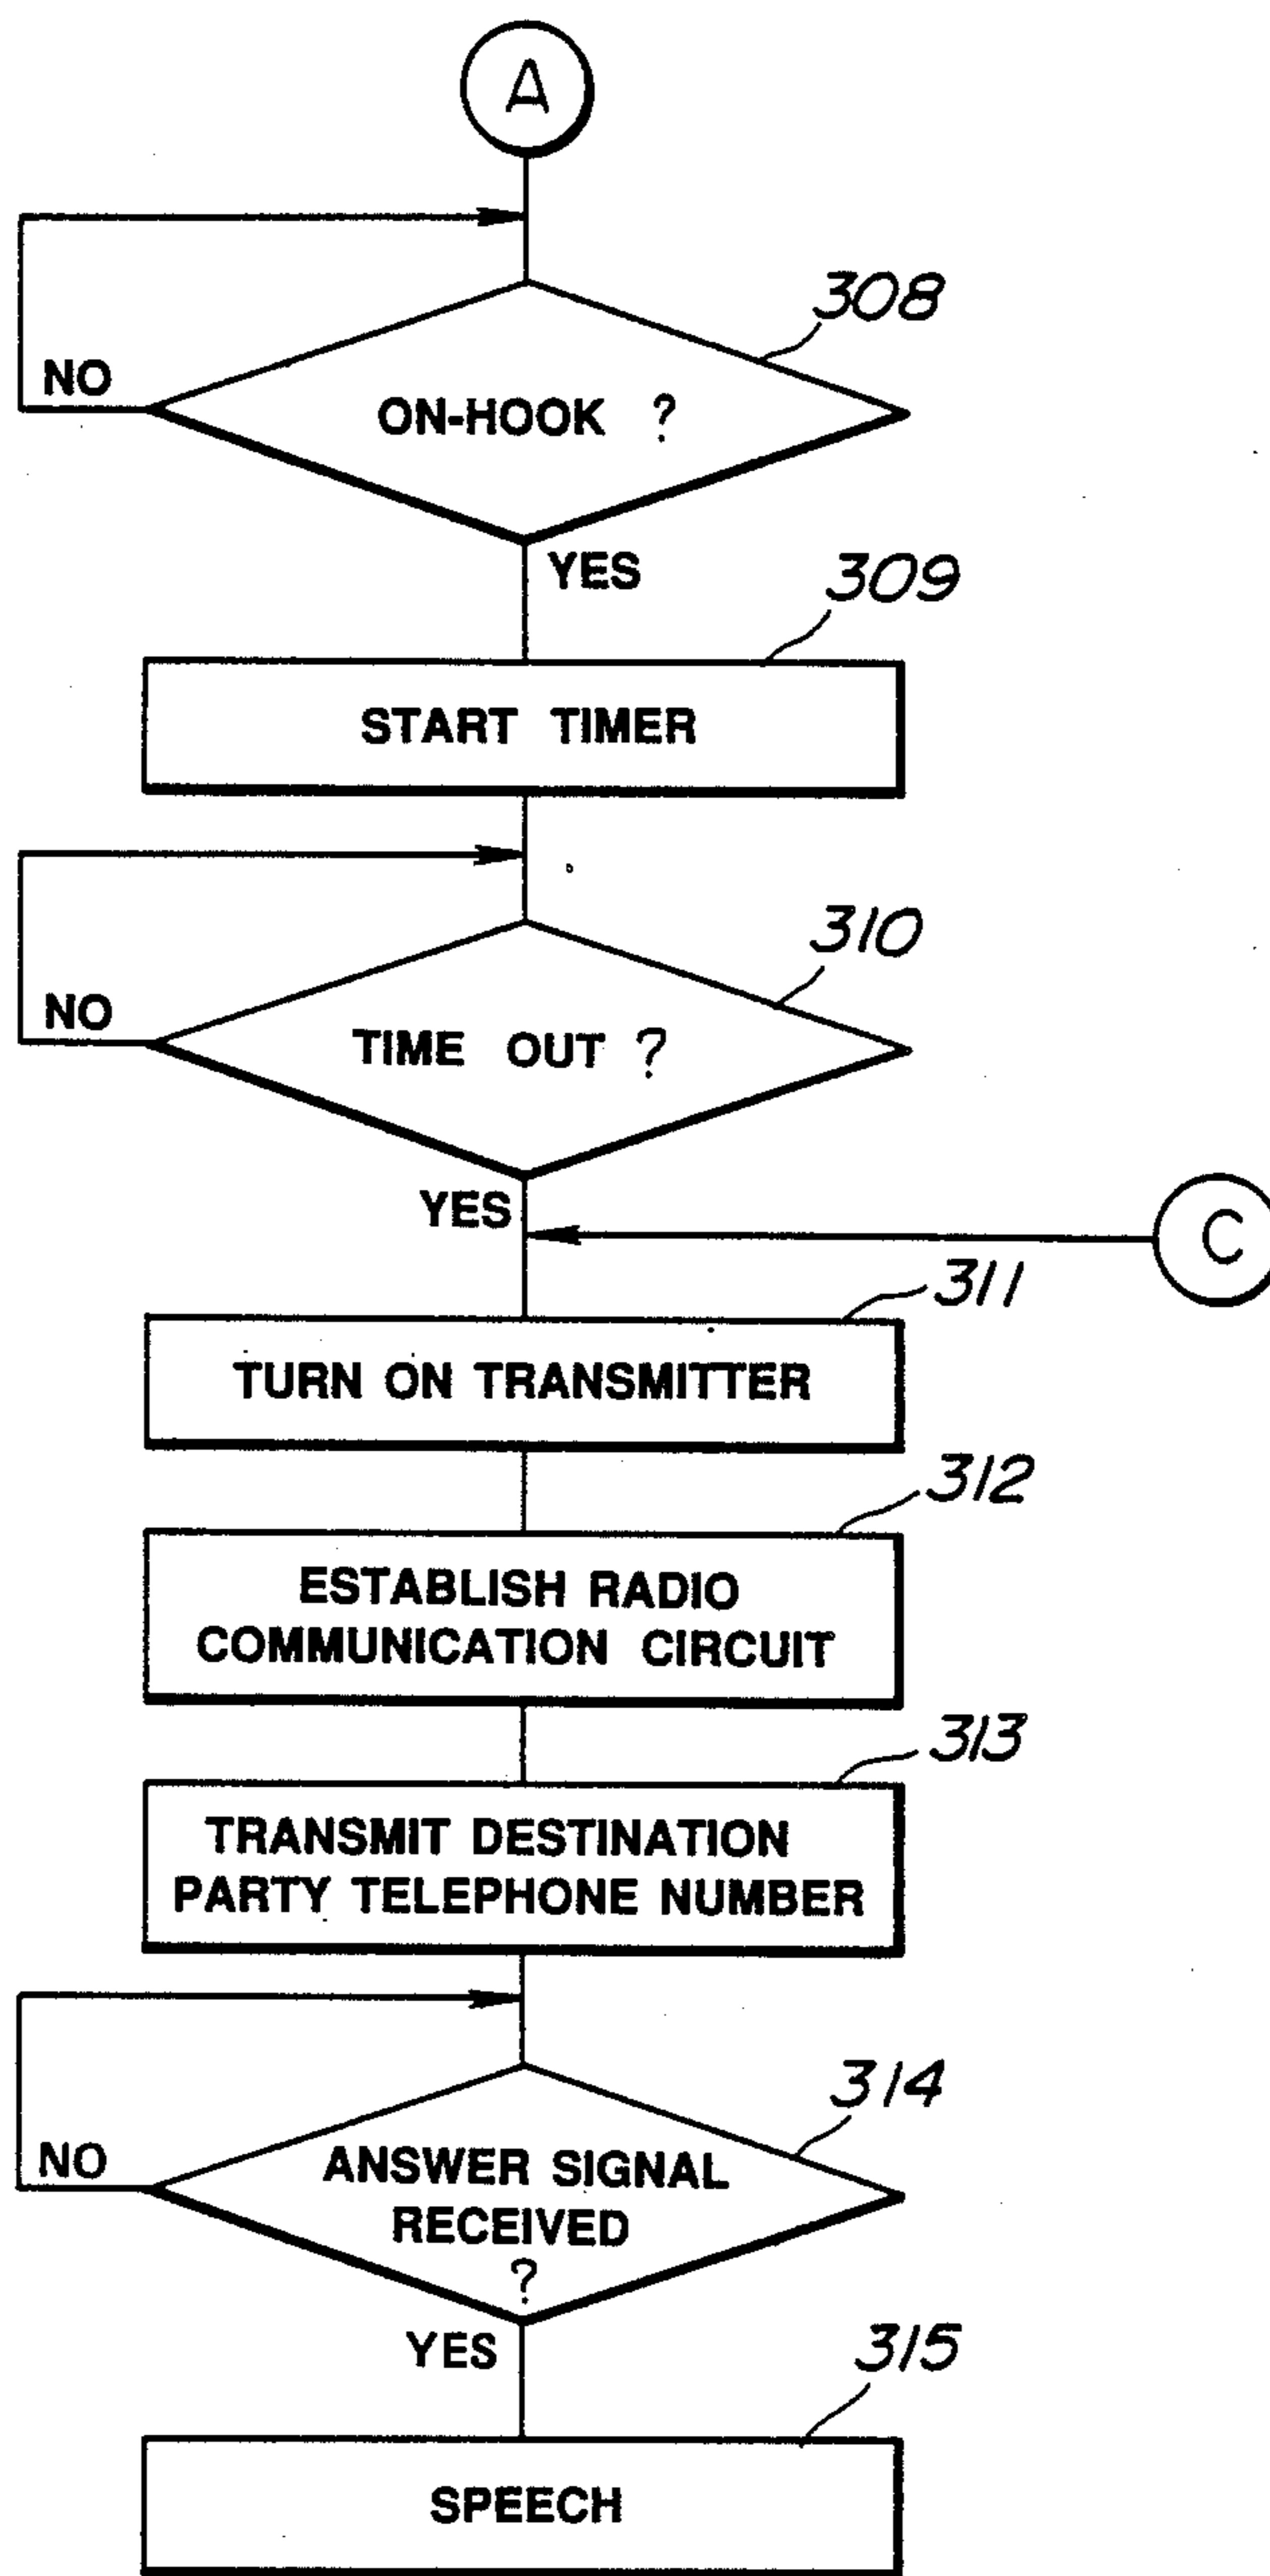 A
308
NO
ON-HOOK ?
YES
309
START TIMER
310
NO
TIME OUT ?
YES
C
311
TURN ON TRANSMITTER
312
ESTABLISH RADIO
COMMUNICATION CIRCUIT
313
TRANSMIT DESTINATION
PARTY TELEPHONE NUMBER
314
NO
ANSWER SIGNAL
RECEIVED
?
YES
315
SPEECH